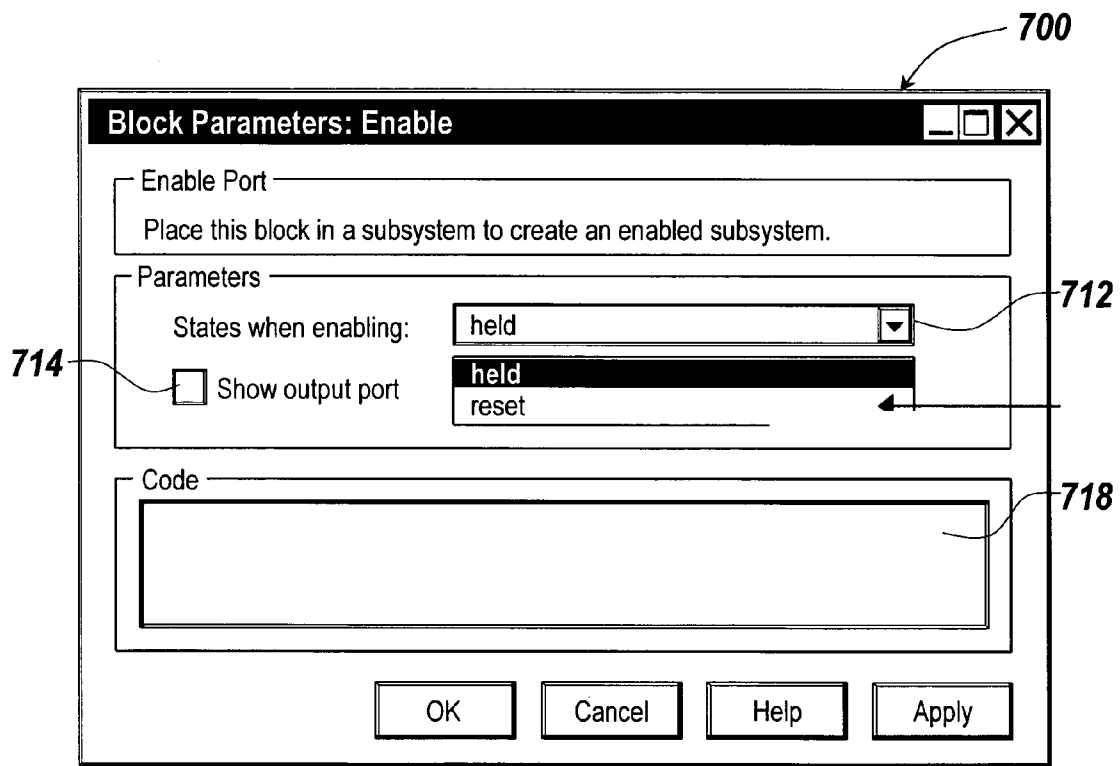 700
Block Parameters: Enable
Enable Port
Place this block in a subsystem to create an enabled subsystem.
Parameters
712
States when enabling: held
714
Show output port
held
reset
Code
718
OK Cancel Help Apply